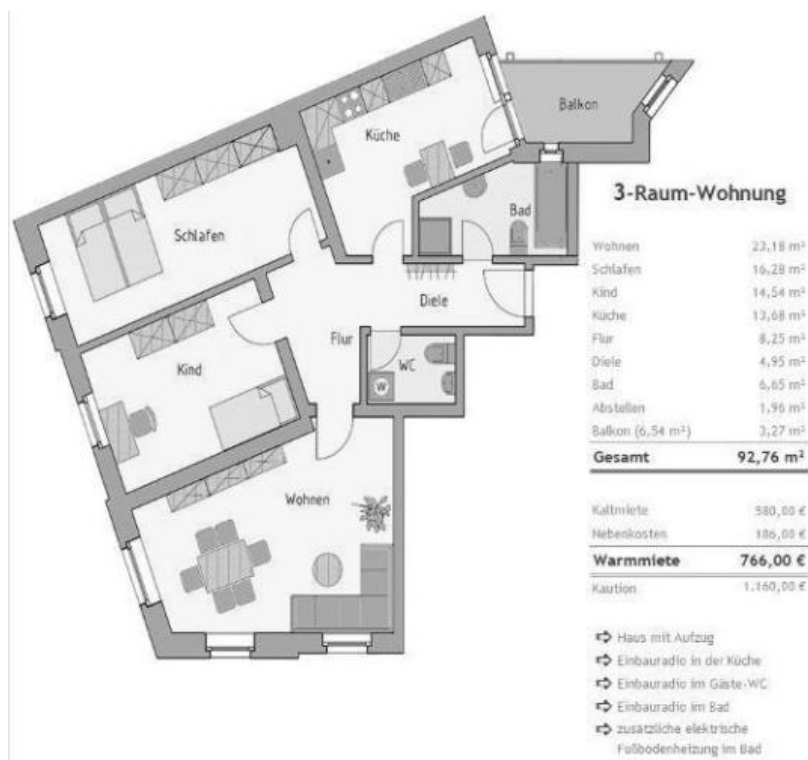 Balkon
Küche
Bad
Schlafen
Diele
Flur
WC
W
Kind
Wohnen
3-Raum-Wohnung
Wohnen 23,18 m²
Schlafen 16,28 m²
Kind 14,54 m²
Küche 13,68 m²
Flur 8,25 m²
Diele 4,95 m²
Bad 6,65 m²
Abstellen 1,96 m²
Balkon (6,54 m²) 3,27 m²
Gesamt 92,76 m²
Kaltmiete 580,00 €
Nebenkosten 186,00 €
Warmmiete 766,00 €
Kaution 1.160,00 €
Haus mit Aufzug
Einbauradio in der Küche
Einbauradio im Gäste-WC
Einbauradio im Bad
zusätzliche elektrische
Fußbodenheizung im Bad